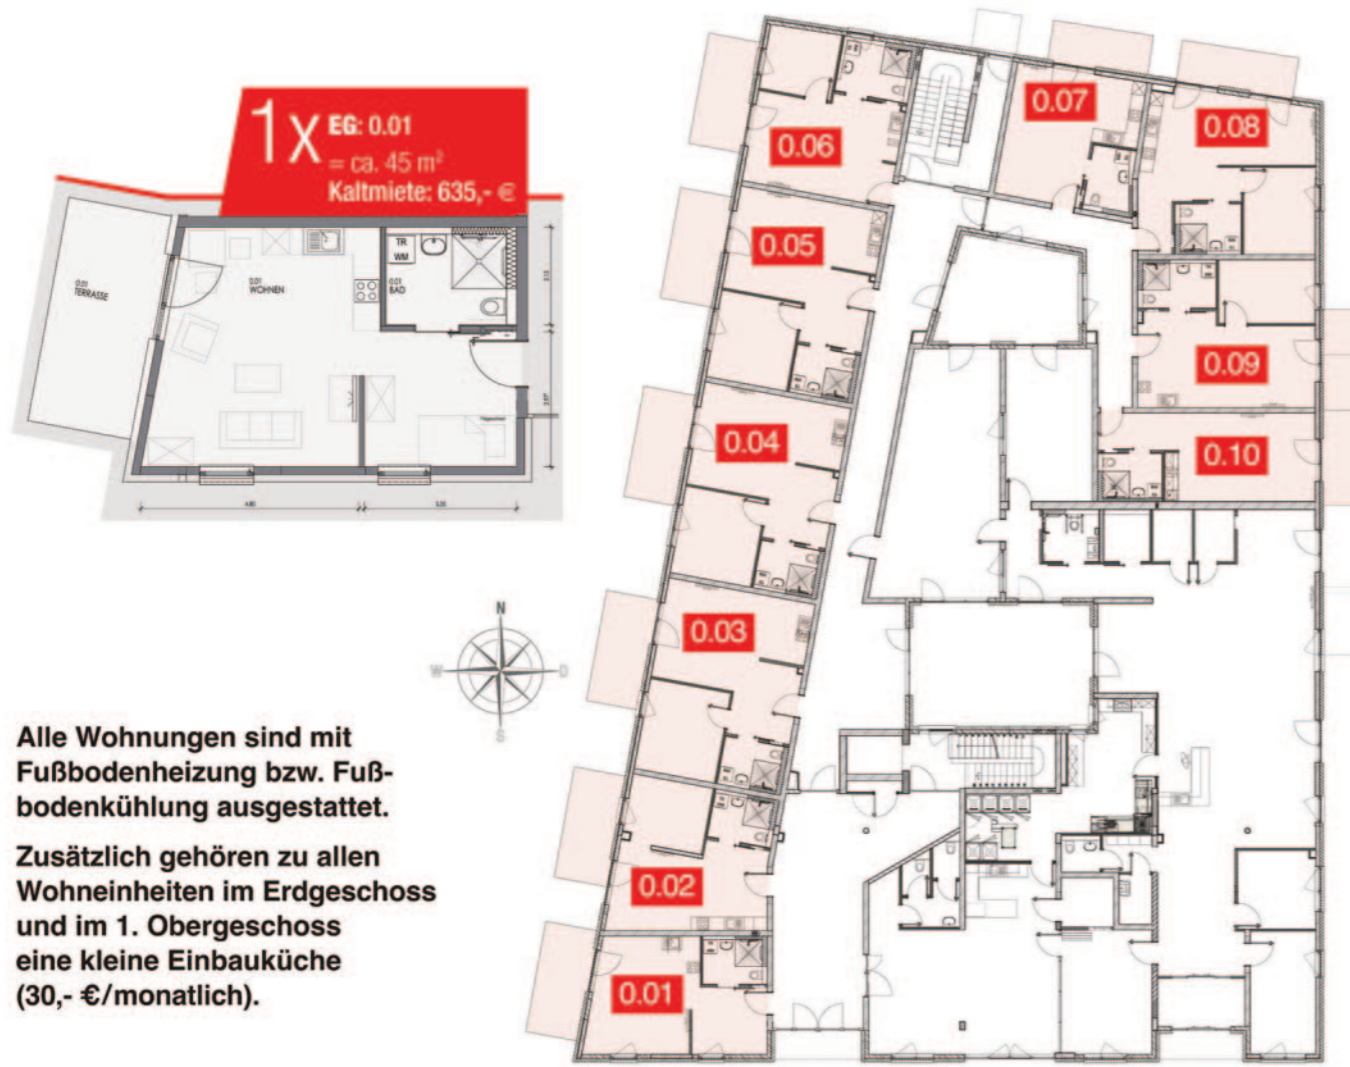 1x EG: 0.01
= ca. 45 m²
Kaltmiete: 635,- €
0.01
TERRASSE
0.01
WOHNEN
TR
WM
0.01
BAD
N
W
O
S
Alle Wohnungen sind mit
Fußbodenheizung bzw. Fuß-
bodenkühlung ausgestattet.
Zusätzlich gehören zu allen
Wohneinheiten im Erdgeschoss
und im 1. Obergeschoss
eine kleine Einbauküche
(30,- €/monatlich).
0.07
0.08
0.06
0.05
0.09
0.04
0.10
0.03
0.02
0.01